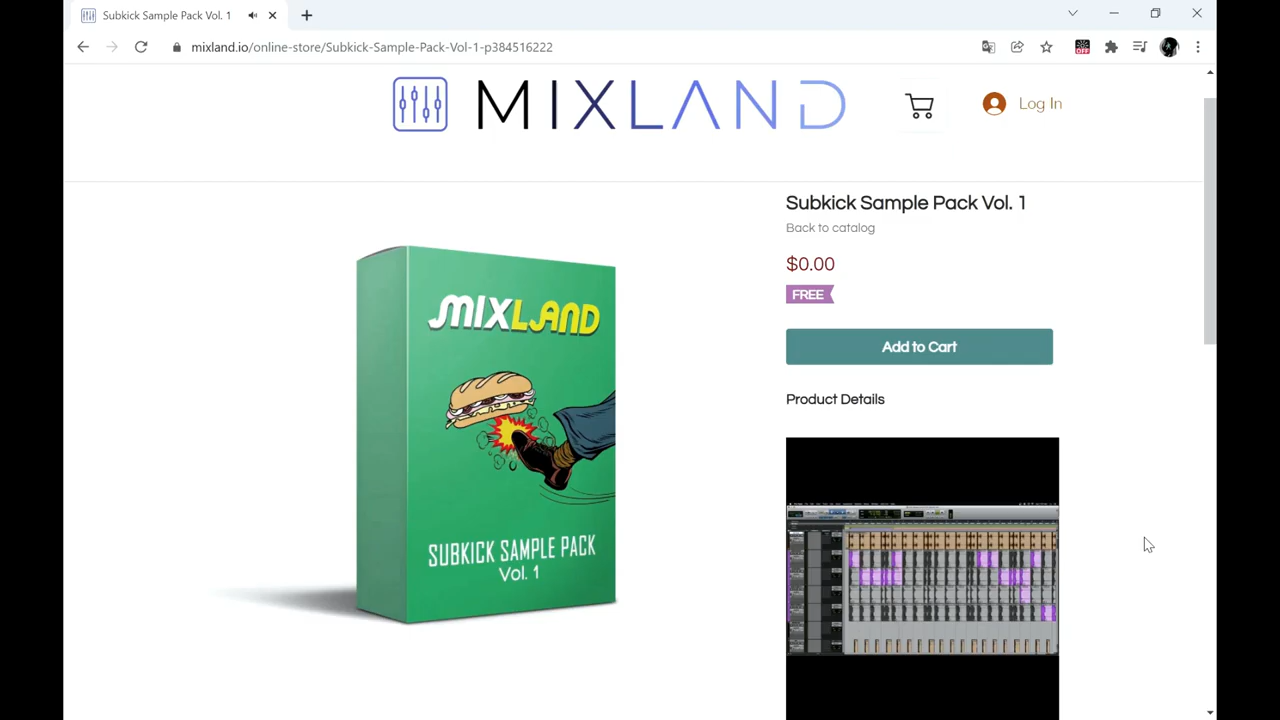 Subkick Sample Pack Vol. 1
mixland.io/online-store/Subkick-Sample-Pack-Vol-1-p384516222
OFF
MIXLAND
Log In
Subkick Sample Pack Vol. 1
Back to catalog
$0.00
FREE
Add to Cart
Product Details
MIXLAND
SUBKICK SAMPLE PACK
Vol. 1